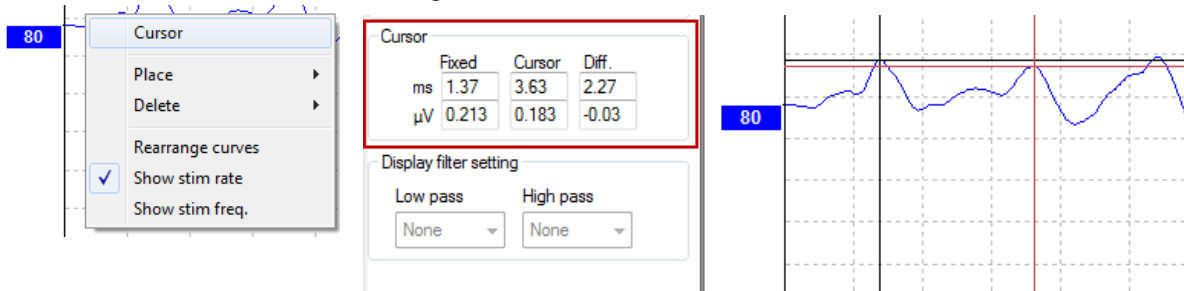 80
Cursor
Place
Delete
Rearrange curves
Show stim rate
Show stim freq.
Cursor
Fixed Cursor Diff.
ms 1.37 3.63 2.27
µV 0.213 0.183 -0.03
Display filter setting
Low pass High pass
None None
80